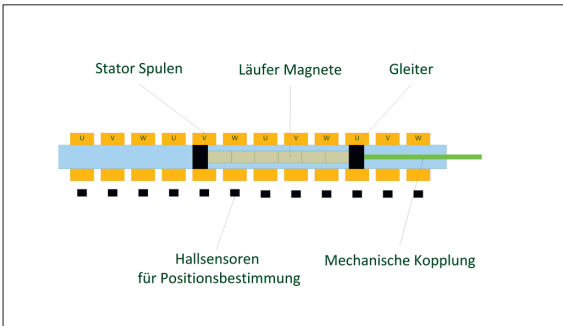 Stator Spulen
Läufer Magnete
Gleiter
U V W U V W U V W U V W
Hallsensoren
für Positionsbestimmung
Mechanische Kopplung